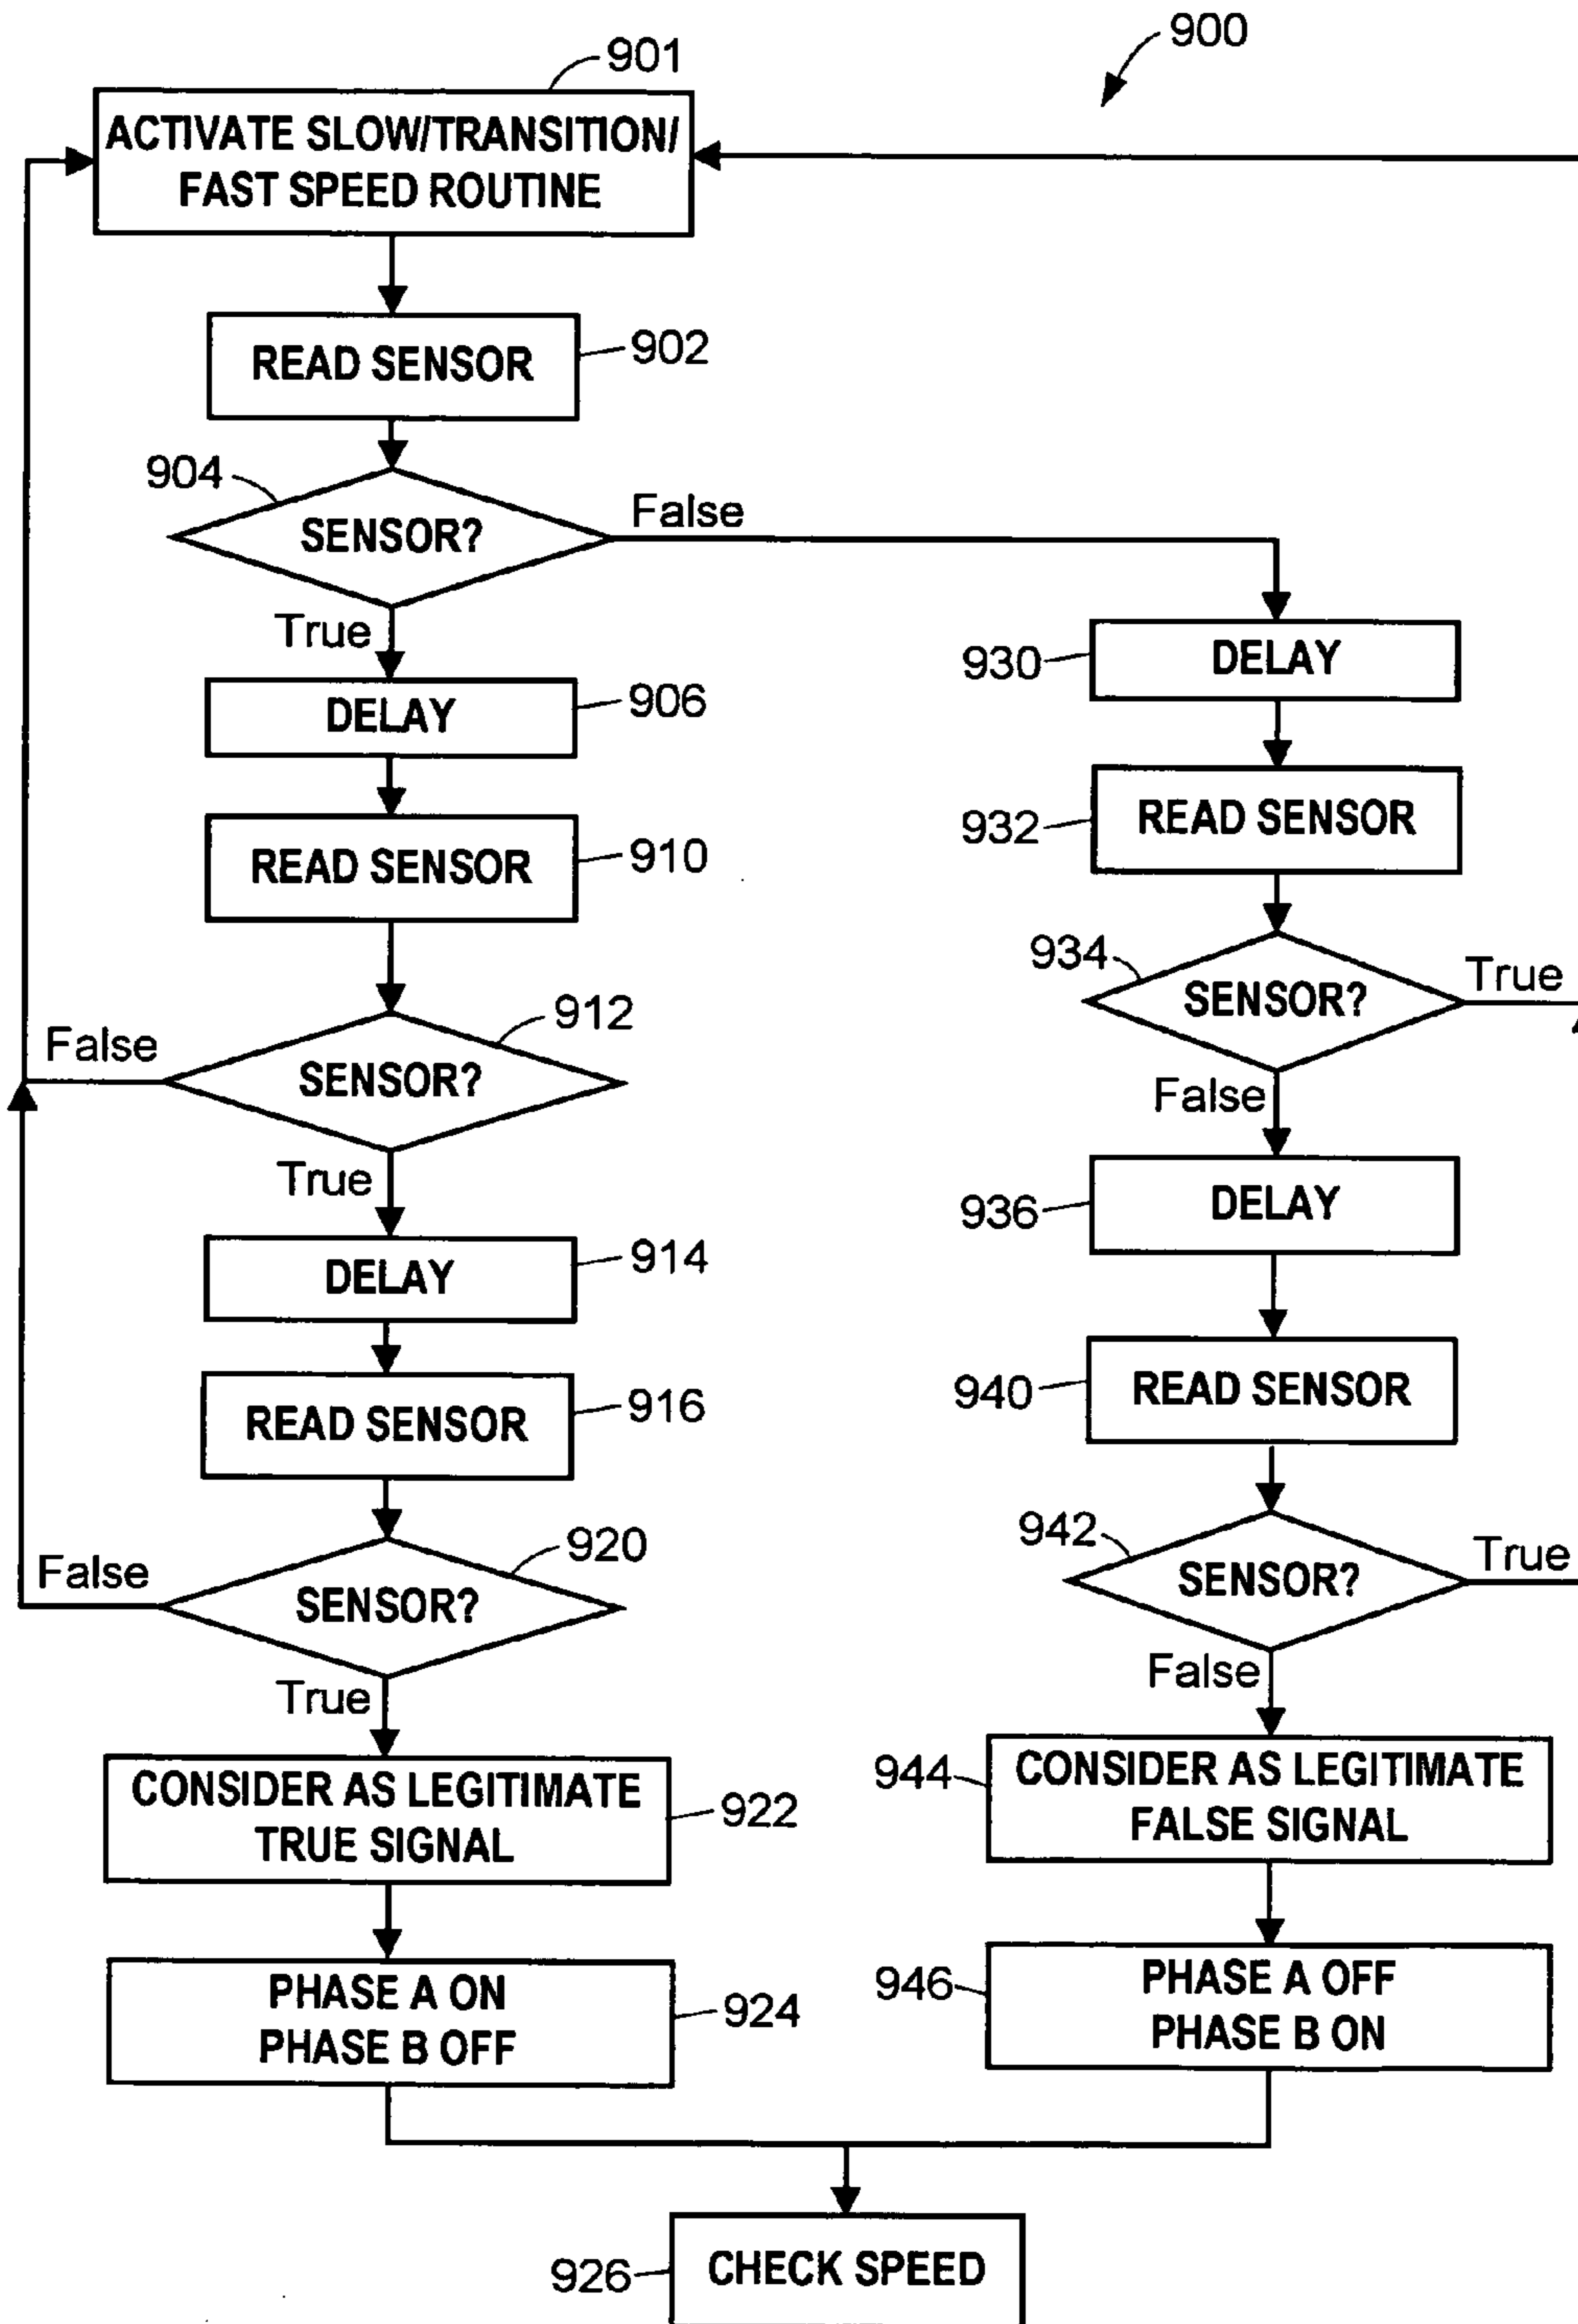 900
901
ACTIVATE SLOW/TRANSITION/
FAST SPEED ROUTINE
READ SENSOR
902
904
SENSOR?
False
True
DELAY
906
READ SENSOR
910
912
SENSOR?
False
True
DELAY
914
READ SENSOR
916
920
SENSOR?
False
True
CONSIDER AS LEGITIMATE
TRUE SIGNAL
922
PHASE A ON
PHASE B OFF
924
930
DELAY
932
READ SENSOR
934
SENSOR?
True
False
936
DELAY
940
READ SENSOR
942
SENSOR?
True
False
944
CONSIDER AS LEGITIMATE
FALSE SIGNAL
946
PHASE A OFF
PHASE B ON
926
CHECK SPEED